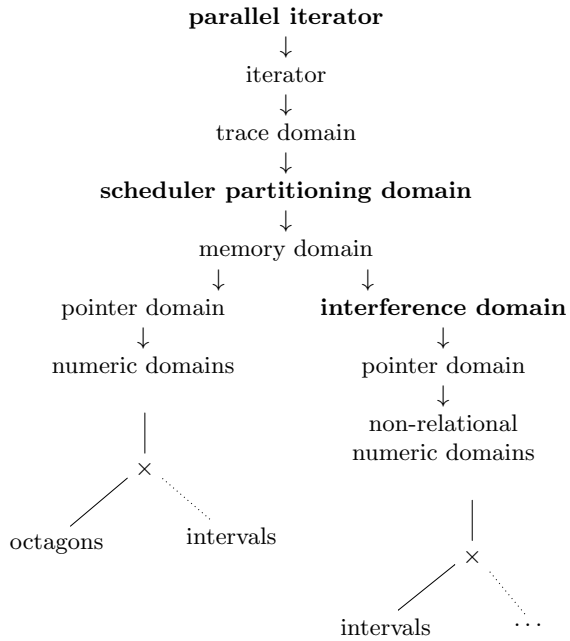 parallel iterator
↓
iterator
↓
trace domain
↓
scheduler partitioning domain
↓
memory domain
↓ ↓
pointer domain interference domain
↓ ↓
numeric domains pointer domain
↓
non-relational
numeric domains
×
octagons intervals
×
intervals ...